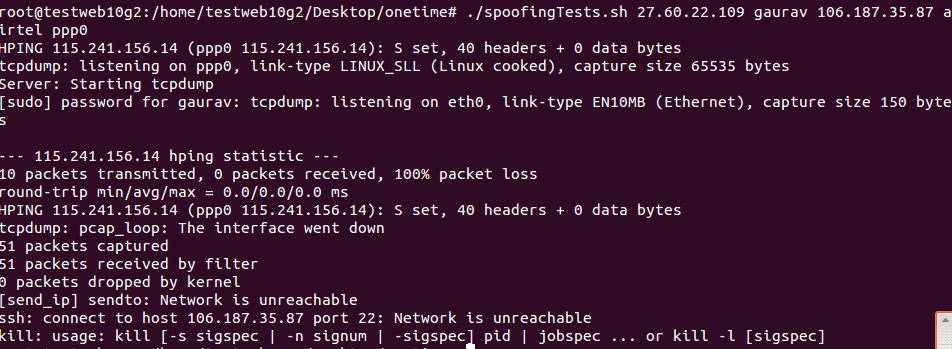 root@testweb10g2:/home/testweb10g2/Desktop/onetime# ./spoofingTests.sh 27.60.22.109 gaurav 106.187.35.87 a
irtel ppp0
HPING 115.241.156.14 (ppp0 115.241.156.14): S set, 40 headers + 0 data bytes
tcpdump: listening on ppp0, link-type LINUX_SLL (Linux cooked), capture size 65535 bytes
Server: Starting tcpdump
[sudo] password for gaurav: tcpdump: listening on eth0, link-type EN10MB (Ethernet), capture size 150 byte
s
--- 115.241.156.14 hping statistic ---
10 packets transmitted, 0 packets received, 100% packet loss
round-trip min/avg/max = 0.0/0.0/0.0 ms
HPING 115.241.156.14 (ppp0 115.241.156.14): S set, 40 headers + 0 data bytes
tcpdump: pcap_loop: The interface went down
51 packets captured
51 packets received by filter
0 packets dropped by kernel
[send_ip] sendto: Network is unreachable
ssh: connect to host 106.187.35.87 port 22: Network is unreachable
kill: usage: kill [-s sigspec | -n signum | -sigspec] pid | jobspec ... or kill -l [sigspec]